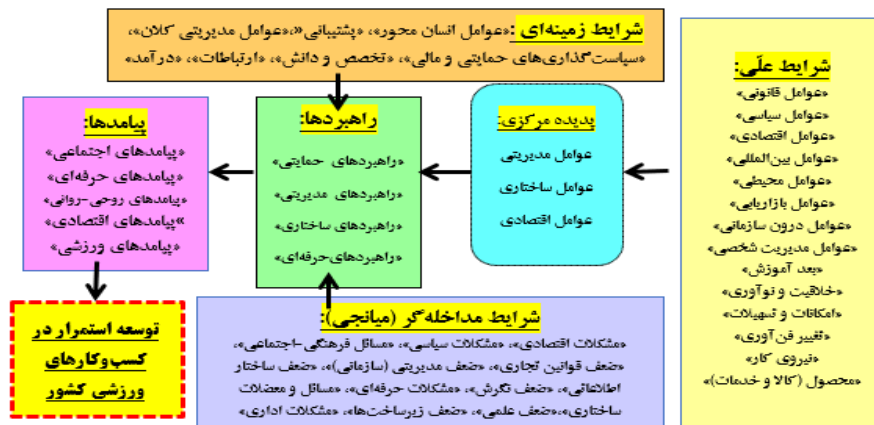 شرایط زمینه‌ای :«عوامل انسان محور»، «پشتیبانی»،«عوامل مدیریتی کلان»،
«سیاست‌گذاری‌های حمایتی و مالی»، «تخصص و دانش»، «ارتباطات»، «درآمد»
شرایط علّی:
«عوامل قانونی»
«عوامل سیاسی»
«عوامل اقتصادی»
«عوامل بین‌المللی»
«عوامل محیطی»
«عوامل بازاریابی»
«عوامل درون سازمانی»
«عوامل مدیریت شخصی»
«بعد آموزش»
«خلاقیت و نوآوری»
«امکانات و تسهیلات»
«تغییر فن‌آوری»
«نیروی کار»
«محصول (کالا و خدمات)»
پدیده مرکزی:
عوامل مدیریتی
عوامل ساختاری
عوامل اقتصادی
راهبردها:
«راهبردهای حمایتی»
«راهبردهای مدیریتی»
«راهبردهای ساختاری»
«راهبردهای حرفه‌ای»
پیامدها:
«پیامدهای اجتماعی»
«پیامدهای حرفه‌ای»
«پیامدهای روحی-روانی»
«پیامدهای اقتصادی»
«پیامدهای ورزشی»
شرایط مداخله‌گر (میانجی):
«مشکلات اقتصادی»، «مشکلات سیاسی»، «مسائل فرهنگی-اجتماعی»،
«ضعف قوانین تجاری»، «ضعف مدیریتی (سازمانی)»، «ضعف ساختار
اطلاعاتی»، «ضعف نگرش»، «مشکلات حرفه‌ای»، «مسائل و معضلات
ساختاری»،«ضعف علمی»، «ضعف زیرساخت‌ها»، «مشکلات اداری»
توسعه استمرار در
کسب‌وکارهای
ورزشی کشور